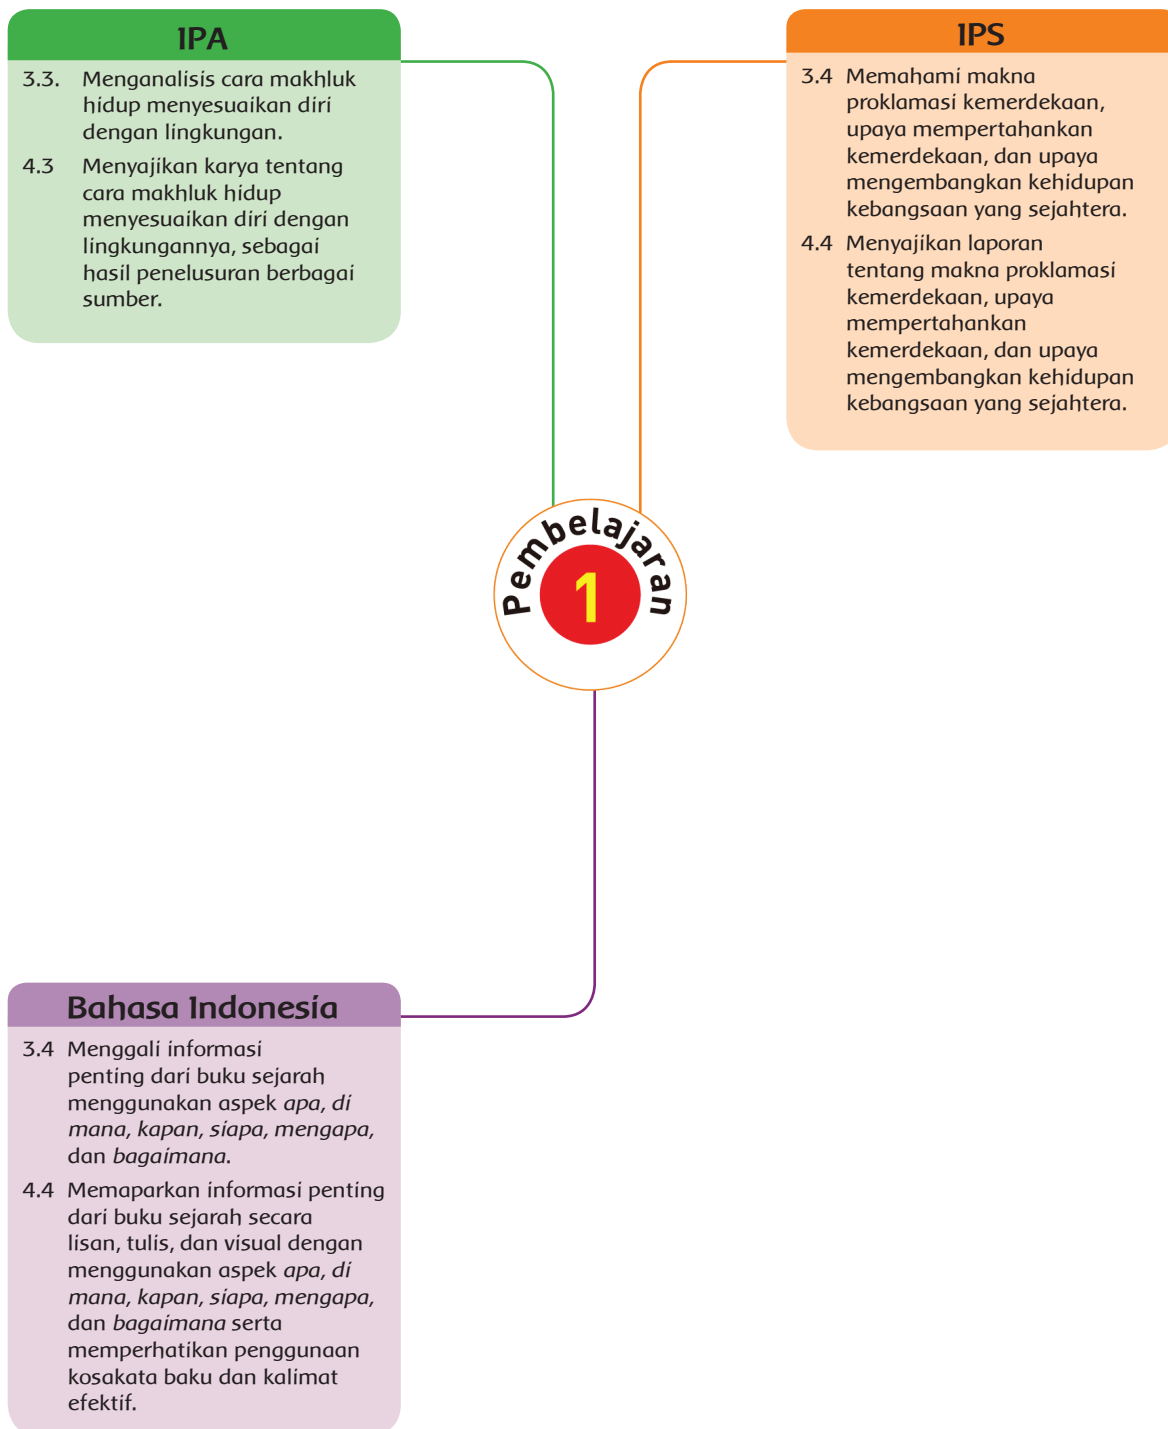 IPA
3.3. Menganalisis cara makhluk
hidup menyesuaikan diri
dengan lingkungan.
4.3 Menyajikan karya tentang
cara makhluk hidup
menyesuaikan diri dengan
lingkungannya, sebagai
hasil penelusuran berbagai
sumber.
IPS
3.4 Memahami makna
proklamasi kemerdekaan,
upaya mempertahankan
kemerdekaan, dan upaya
mengembangkan kehidupan
kebangsaan yang sejahtera.
4.4 Menyajikan laporan
tentang makna proklamasi
kemerdekaan, upaya
mempertahankan
kemerdekaan, dan upaya
mengembangkan kehidupan
kebangsaan yang sejahtera.
Pembelajaran
1
Bahasa Indonesia
3.4 Menggali informasi
penting dari buku sejarah
menggunakan aspek apa, di
mana, kapan, siapa, mengapa,
dan bagaimana.
4.4 Memaparkan informasi penting
dari buku sejarah secara
lisan, tulis, dan visual dengan
menggunakan aspek apa, di
mana, kapan, siapa, mengapa,
dan bagaimana serta
memperhatikan penggunaan
kosakata baku dan kalimat
efektif.